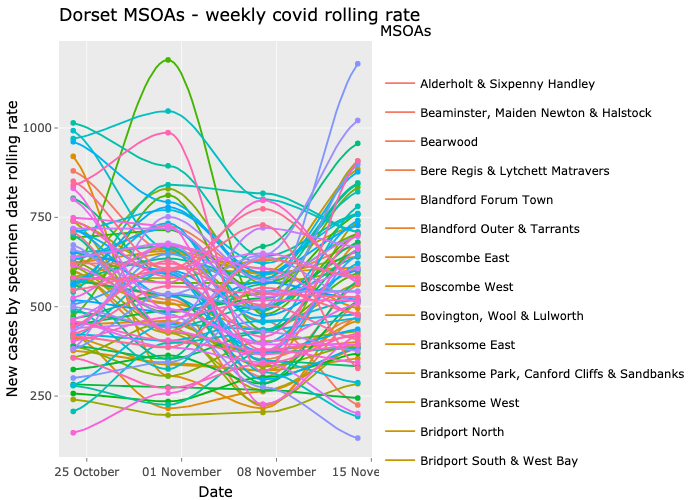 Dorset MSOAs - weekly covid rolling rate
MSOAs
New cases by specimen date rolling rate
1000
750
500
250
25 October
01 November
08 November
15 Nove
Date
Alderholt & Sixpenny Handley
Beaminster, Maiden Newton & Halstock
Bearwood
Bere Regis & Lytchett Matravers
Blandford Forum Town
Blandford Outer & Tarrants
Boscombe East
Boscombe West
Bovington, Wool & Lulworth
Branksome East
Branksome Park, Canford Cliffs & Sandbanks
Branksome West
Bridport North
Bridport South & West Bay